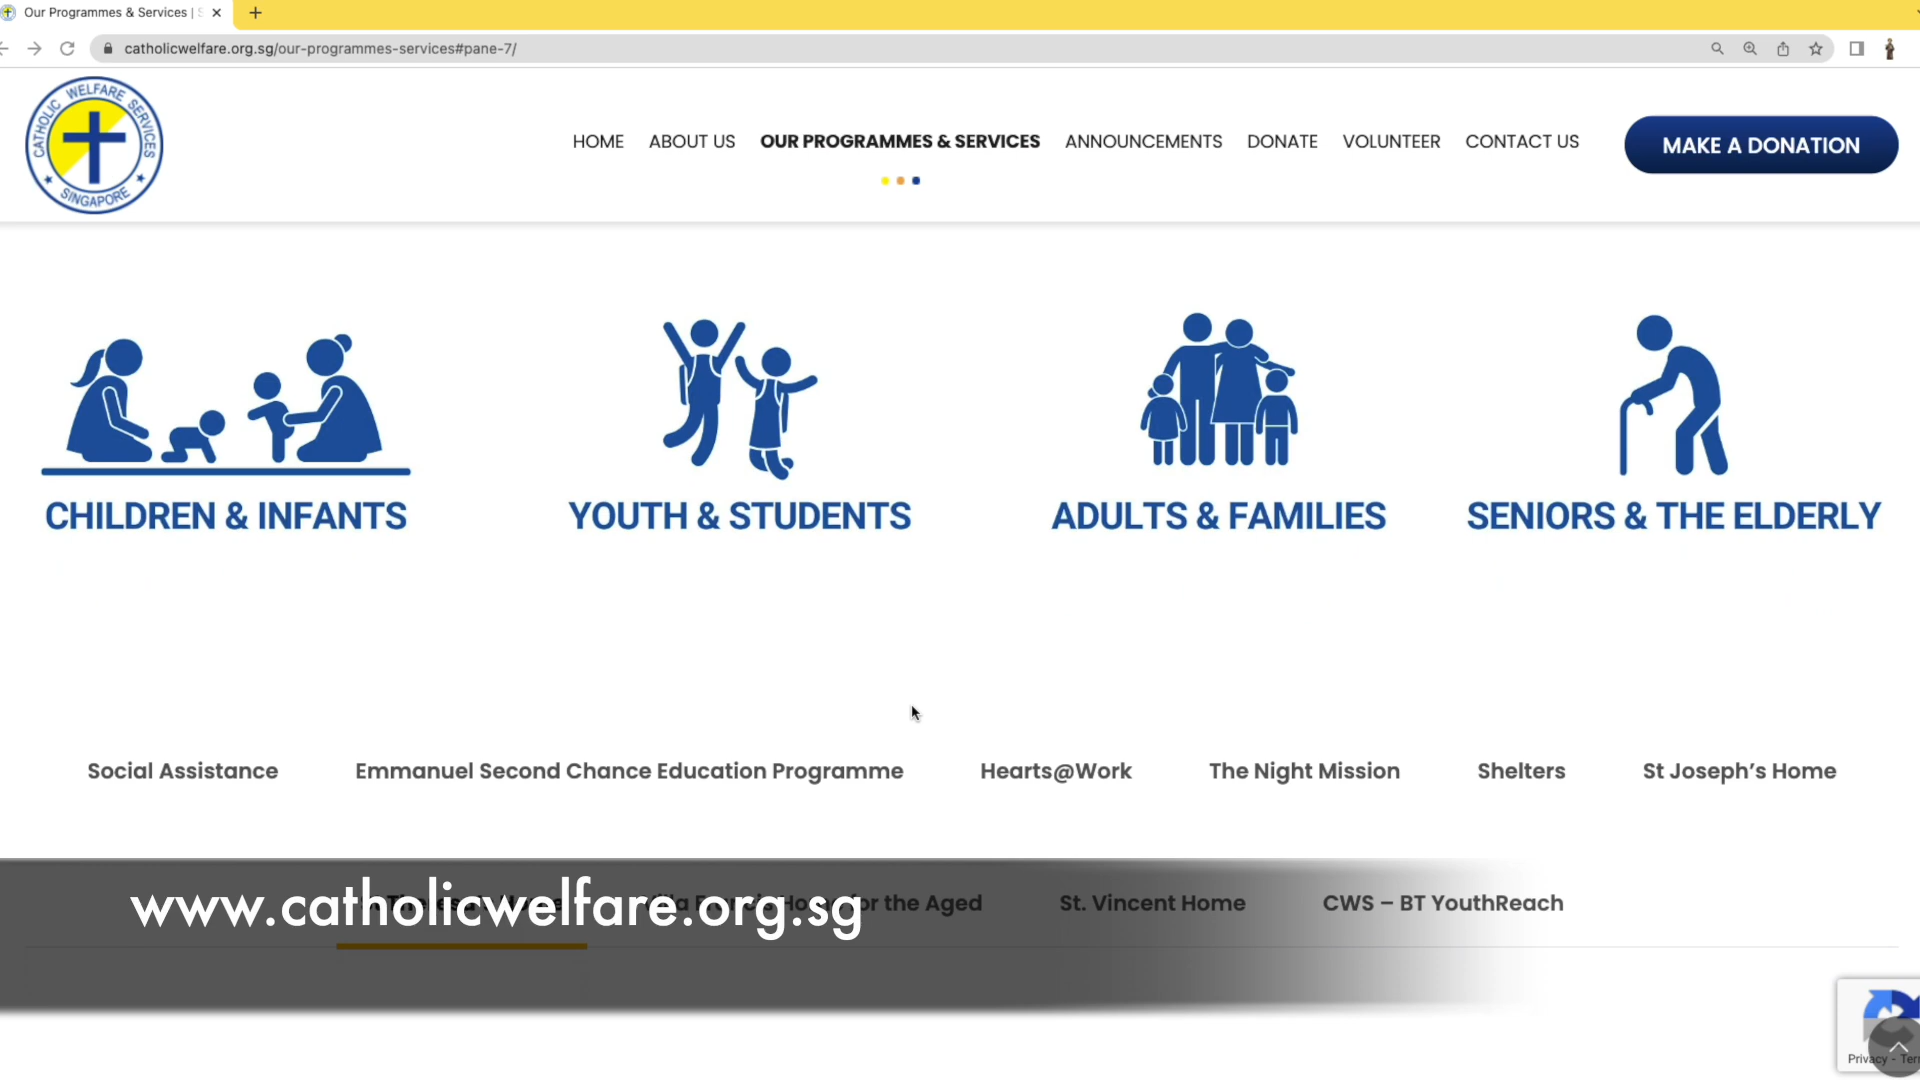 Our Programmes & Services |
catholicwelfare.org.sg/our-programmes-services#pane-7/
CATHOLIC WELFARE SERVICES
SINGAPORE
HOME ABOUT US OUR PROGRAMMES & SERVICES ANNOUNCEMENTS DONATE VOLUNTEER CONTACT US MAKE A DONATION
CHILDREN & INFANTS YOUTH & STUDENTS ADULTS & FAMILIES SENIORS & THE ELDERLY
Social Assistance Emmanuel Second Chance Education Programme Hearts@Work The Night Mission Shelters St Joseph’s Home
www.catholicwelfare.org.sg
for the Aged St. Vincent Home CWS – BT YouthReach
Privacy -